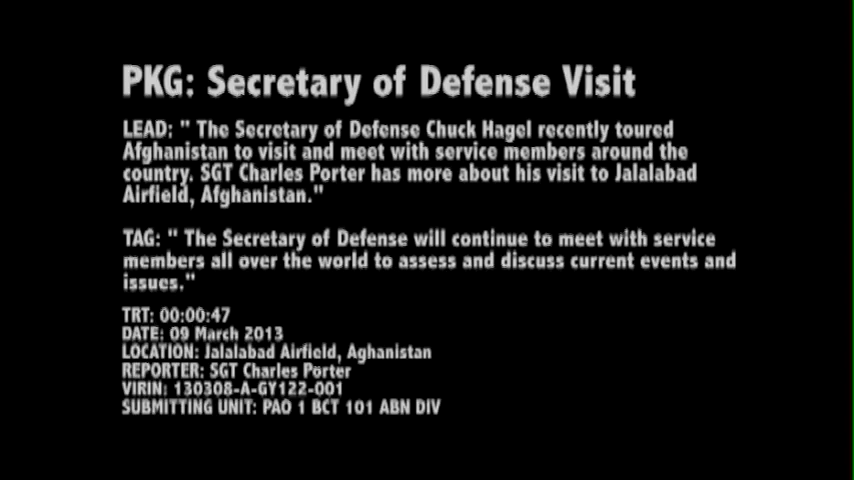 PKG: Secretary of Defense Visit
LEAD: " The Secretary of Defense Chuck Hagel recently toured
Afghanistan to visit and meet with service members around the
country. SGT Charles Porter has more about his visit to Jalalabad
Airfield, Afghanistan."
TAG: " The Secretary of Defense will continue to meet with service
members all over the world to assess and discuss current events and
issues."
TRT: 00:00:47
DATE: 09 March 2013
LOCATION: Jalalabad Airfield, Aghanistan
REPORTER: SGT Charles Porter
VIRIN: 130308-A-GY122-001
SUBMITTING UNIT: PAO 1 BCT 101 ABN DIV